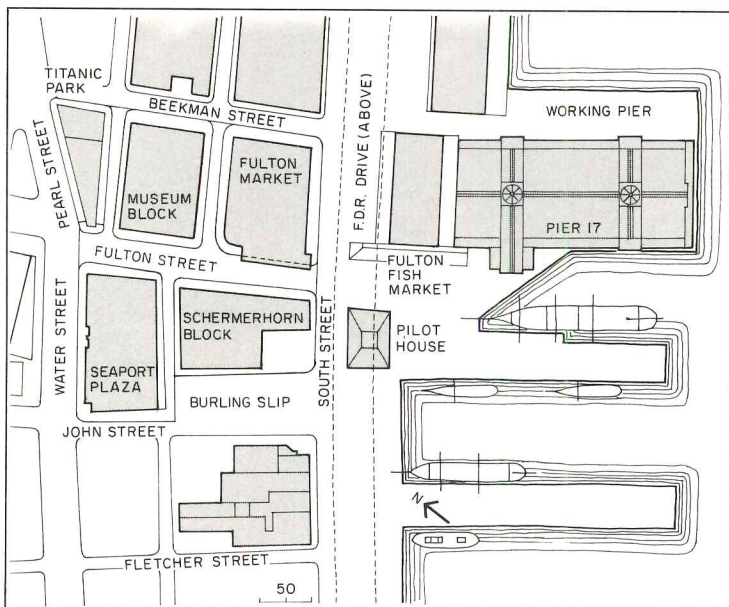 TITANIC
PARK
BEEKMAN STREET
WORKING PIER
PEARL STREET
MUSEUM
BLOCK
FULTON
MARKET
F.D.R. DRIVE (ABOVE)
PIER 17
FULTON STREET
FULTON
FISH
MARKET
WATER STREET
SCHERMERHORN
BLOCK
SOUTH STREET
PILOT
HOUSE
SEAPORT
PLAZA
BURLING SLIP
JOHN STREET
N
FLETCHER STREET
50